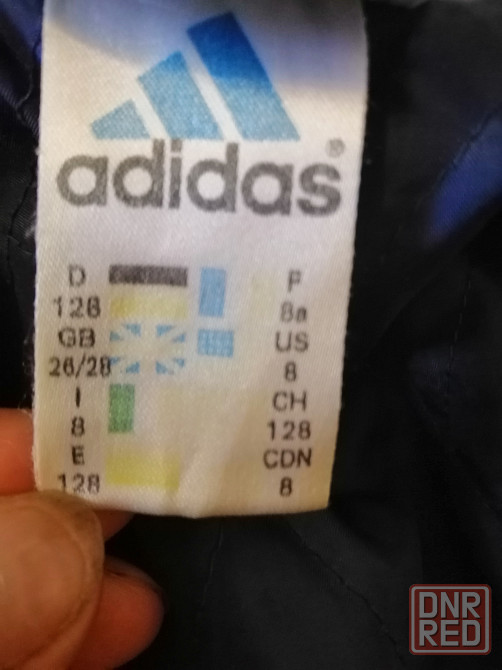 adidas®
D F
128 8a
GB US
26/28 8
I CH
8 128
E CDN
128 8
DNR
RED